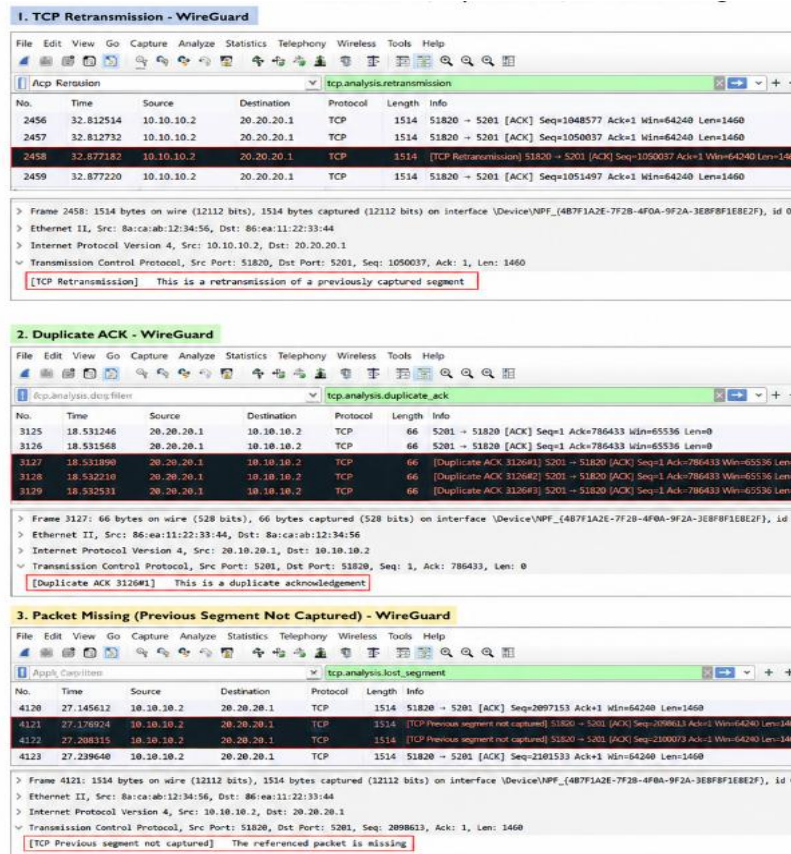 1. TCP Retransmission - WireGuard
File Edit View Go Capture Analyze Statistics Telephony Wireless Tools Help
Acp Rerousion tcp.analysis.retransmission
No. Time Source Destination Protocol Length Info
2456 32.812514 10.10.10.2 20.20.20.1 TCP 1514 51820 → 5201 [ACK] Seq=1048577 Ack=1 Win=64240 Len=1460
2457 32.812732 10.10.10.2 20.20.20.1 TCP 1514 51820 → 5201 [ACK] Seq=1050037 Ack=1 Win=64240 Len=1460
2458 32.877182 10.10.10.2 20.20.20.1 TCP 1514 [TCP Retransmission] 51820 → 5201 [ACK] Seq=1050037 Ack=1 Win=64240 Len=146
2459 32.877220 10.10.10.2 20.20.20.1 TCP 1514 51820 → 5201 [ACK] Seq=1051497 Ack=1 Win=64240 Len=1460
> Frame 2458: 1514 bytes on wire (12112 bits), 1514 bytes captured (12112 bits) on interface \Device\NPF_{4B7F1A2E-7F2B-4F0A-9F2A-3E8F8F1E8E2F}, id 0
> Ethernet II, Src: 8a:ca:ab:12:34:56, Dst: 86:ea:11:22:33:44
> Internet Protocol Version 4, Src: 10.10.10.2, Dst: 20.20.20.1
Transmission Control Protocol, Src Port: 51820, Dst Port: 5201, Seq: 1050037, Ack: 1, Len: 1460
[TCP Retransmission] This is a retransmission of a previously captured segment
2. Duplicate ACK - WireGuard
File Edit View Go Capture Analyze Statistics Telephony Wireless Tools Help
tcp.analysis.duplicate_ack
No. Time Source Destination Protocol Length Info
3125 18.531246 20.20.20.1 10.10.10.2 TCP 66 5201 → 51820 [ACK] Seq=1 Ack=786433 Win=65536 Len=0
3126 18.531568 20.20.20.1 10.10.10.2 TCP 66 5201 → 51820 [ACK] Seq=1 Ack=786433 Win=65536 Len=0
3127 18.531890 20.20.20.1 10.10.10.2 TCP 66 [Duplicate ACK 3126#1] 5201 → 51820 [ACK] Seq=1 Ack=786433 Win=65536 Len
3128 18.532210 20.20.20.1 10.10.10.2 TCP 66 [Duplicate ACK 3126#2] 5201 → 51820 [ACK] Seq=1 Ack=786433 Win=65536 Len
3129 18.532531 20.20.20.1 10.10.10.2 TCP 66 [Duplicate ACK 3126#3] 5201 → 51820 [ACK] Seq=1 Ack=786433 Win=65536 Len
> Frame 3127: 66 bytes on wire (528 bits), 66 bytes captured (528 bits) on interface \Device\NPF_{4B7F1A2E-7F2B-4F0A-9F2A-3E8F8F1E8E2F}, id
> Ethernet II, Src: 86:ea:11:22:33:44, Dst: 8a:ca:ab:12:34:56
> Internet Protocol Version 4, Src: 20.10.20.1, Dst: 10.10.10.2
Transmission Control Protocol, Src Port: 5201, Dst Port: 51820, Seq: 1, Ack: 786433, Len: 0
[Duplicate ACK 3126#1] This is a duplicate acknowledgement
3. Packet Missing (Previous Segment Not Captured) - WireGuard
File Edit View Go Capture Analyze Statistics Telephony Wireless Tools Help
tcp.analysis.lost_segment
No. Time Source Destination Protocol Length Info
4120 27.145612 10.10.10.2 20.20.20.1 TCP 1514 51820 → 5201 [ACK] Seq=2097153 Ack+1 Win=64240 Len=1460
4121 27.176924 10.10.10.2 20.20.20.1 TCP 1514 [TCP Previous segment not captured] 51820 → 5201 [ACK] Seq=2098613 Ack=1 Win=64240 Len=14
4122 27.208315 10.10.10.2 20.20.20.1 TCP 1514 [TCP Previous segment not captured] 51820 → 5201 [ACK] Seq=2100073 Ack=1 Win=64240 Len=14
4123 27.239640 10.10.10.2 20.20.20.1 TCP 1514 51820 → 5201 [ACK] Seq=2101533 Ack+1 Win=64240 Len=1460
> Frame 4121: 1514 bytes on wire (12112 bits), 1514 bytes captured (12112 bits) on interface \Device\NPF_{4B7F1A2E-7F2B-4F0A-9F2A-3E8F8F1E8E2F}, id
> Ethernet II, Src: 8a:ca:ab:12:34:56, Dst: 86:ea:11:22:33:44
> Internet Protocol Version 4, Src: 10.10.10.2, Dst: 20.20.20.1
Transmission Control Protocol, Src Port: 51820, Dst Port: 5201, Seq: 2098613, Ack: 1, Len: 1460
[TCP Previous segment not captured] The referenced packet is missing